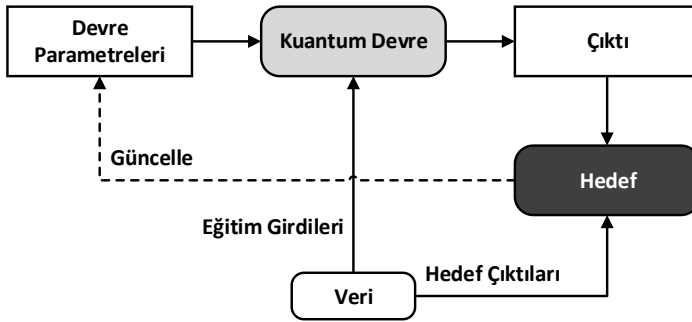 Devre
Parametreleri
Kuantum Devre
Çıktı
Güncelle
Hedef
Eğitim Girdileri
Hedef Çıktıları
Veri